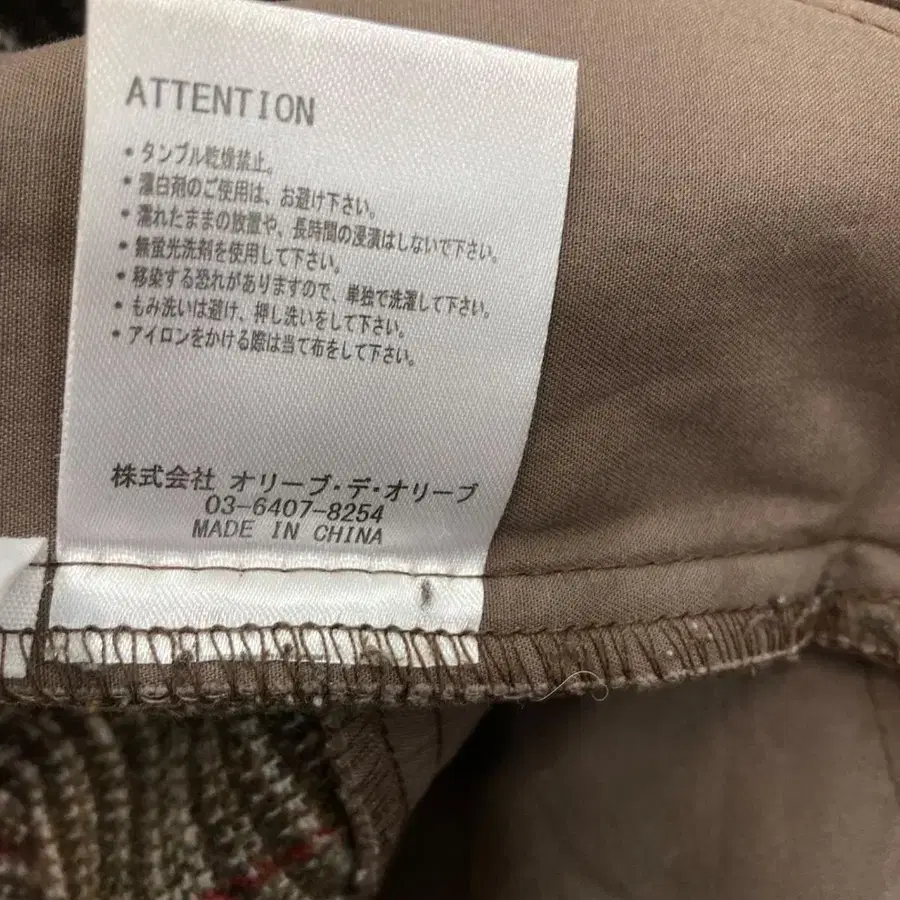 ATTENTION
・タンブル乾燥禁止。
・漂白剤のご使用は、お避け下さい。
・濡れたままの放置や、長時間の浸漬はしないで下さい。
・無蛍光洗剤を使用して下さい。
・移染する恐れがありますので、単独で洗濯して下さい。
・もみ洗いは避け、押し洗いをして下さい。
・アイロンをかける際は当て布をして下さい。
株式会社 オリーブ・デ・オリーブ
03-6407-8254
MADE IN CHINA